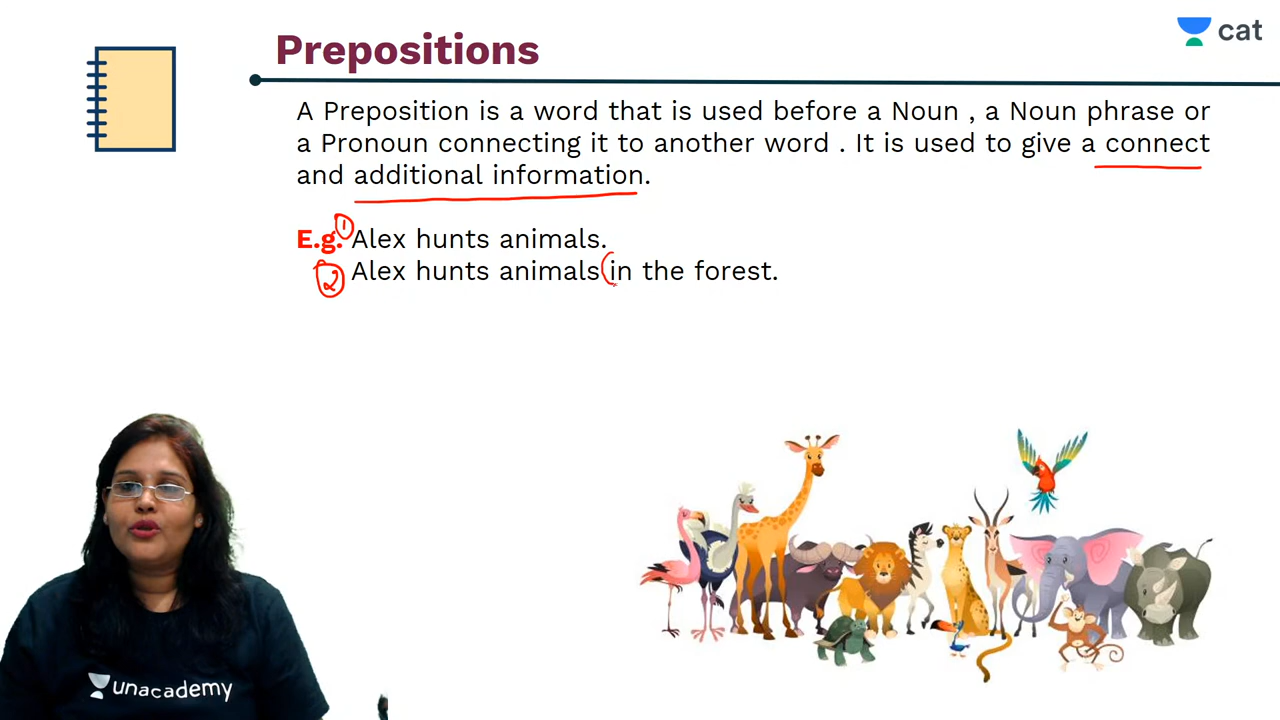 cat
Prepositions
A Preposition is a word that is used before a Noun , a Noun phrase or
a Pronoun connecting it to another word . It is used to give a connect
and additional information.
E.g. 1 Alex hunts animals.
2 Alex hunts animals in the forest.
unacademy